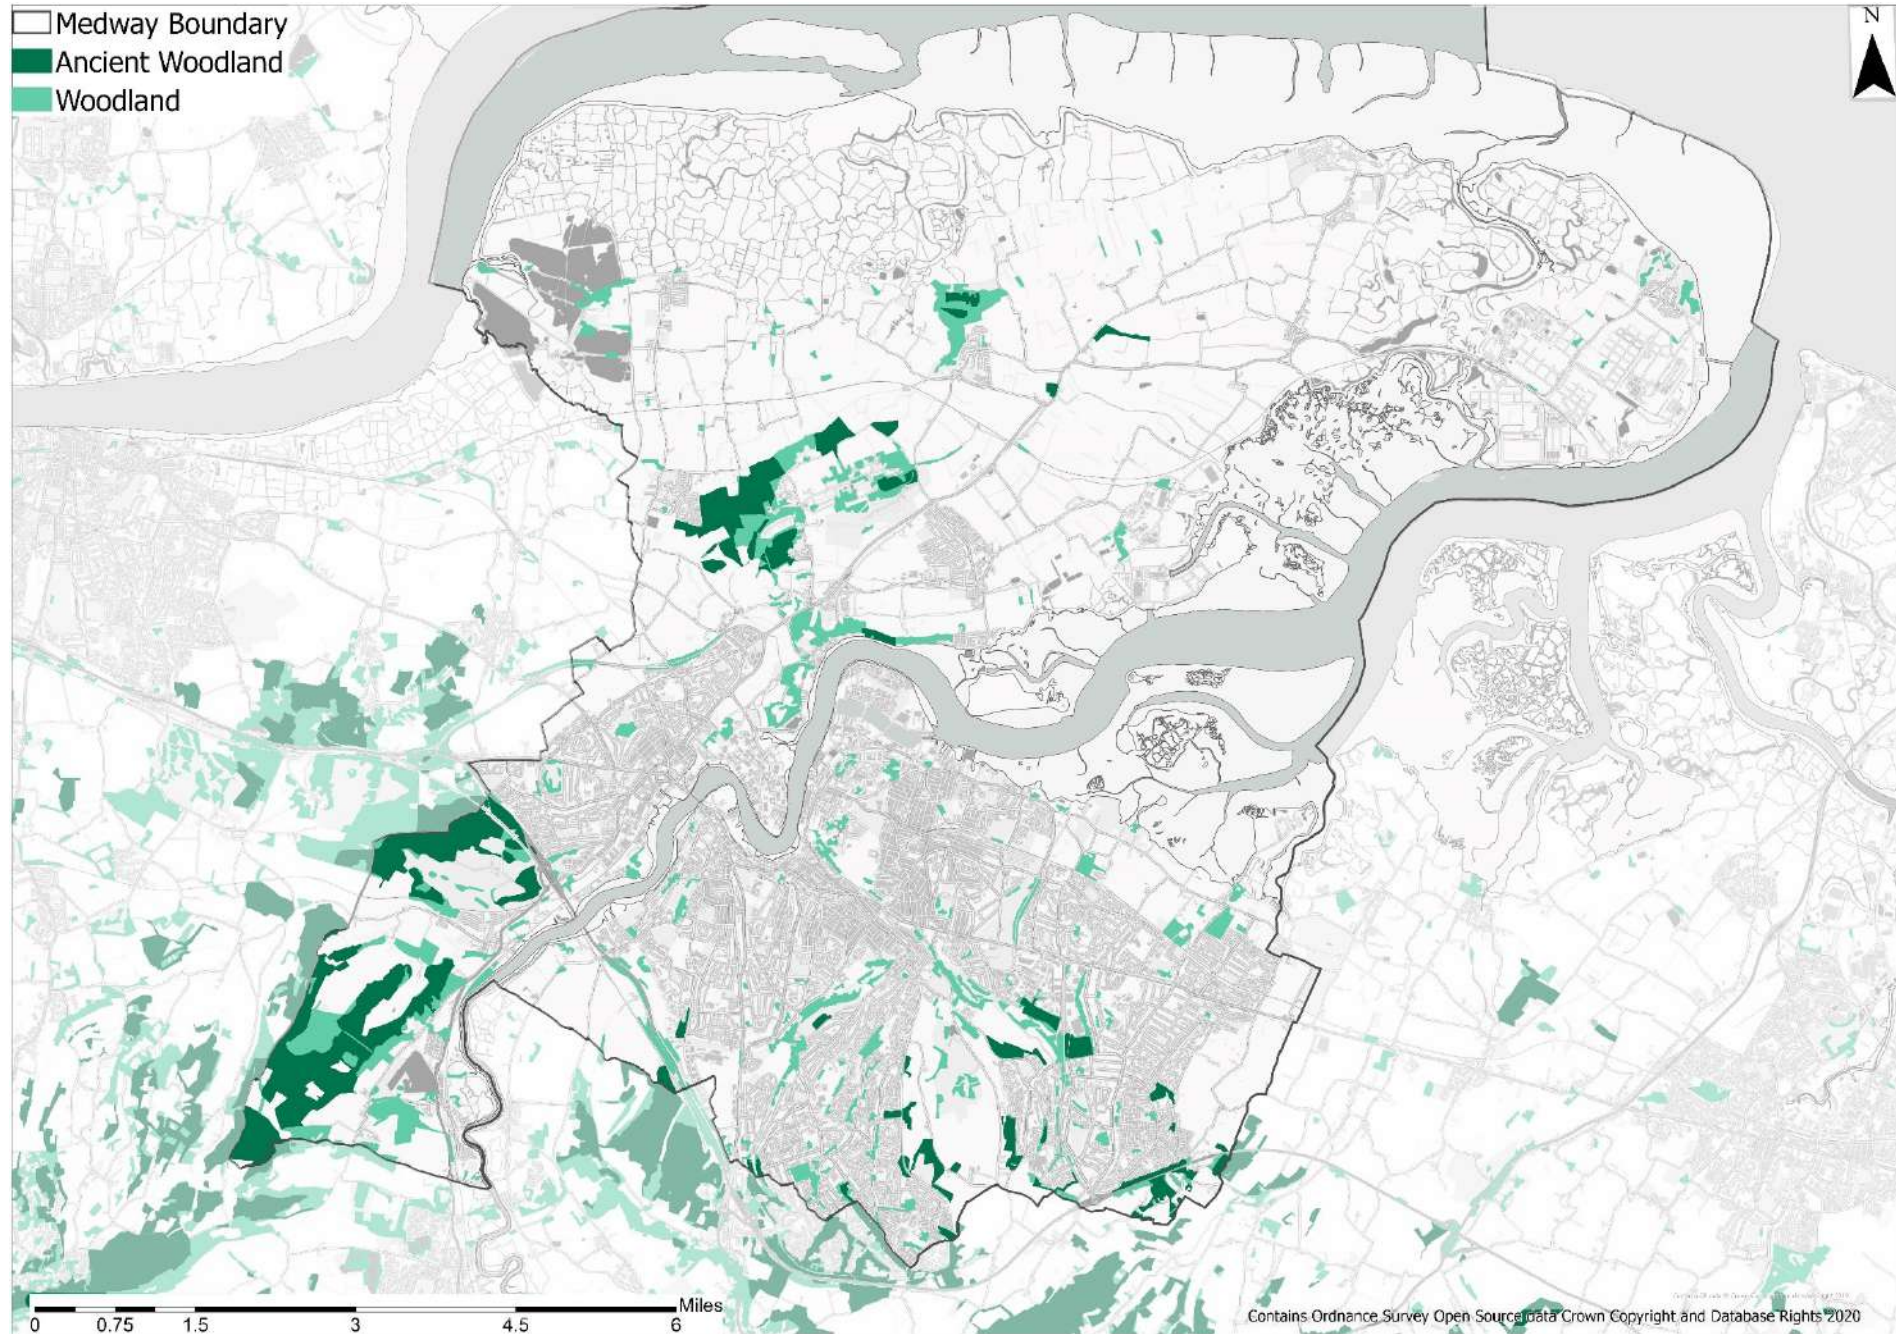 Medway Boundary
Ancient Woodland
Woodland
N
Miles
0 0.75 1.5 3 4.5 6
Contains Ordnance Survey Open Source data Crown Copyright and Database Rights 2020